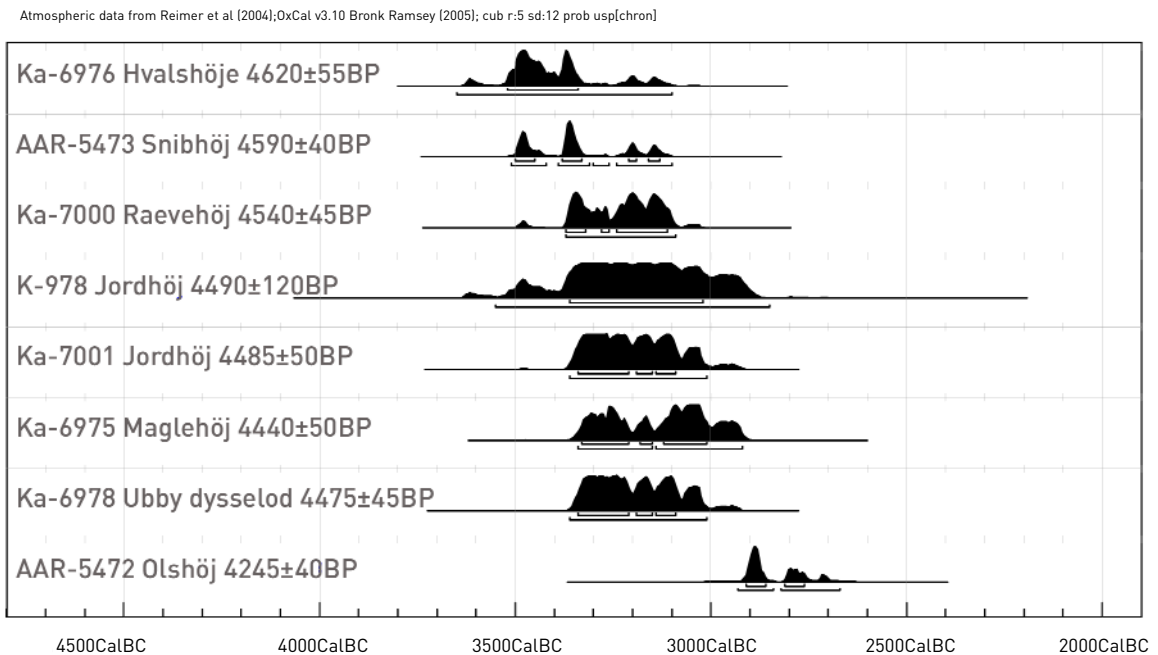 Atmospheric data from Reimer et al (2004);OxCal v3.10 Bronk Ramsey (2005); cub r:5 sd:12 prob usp[chron]
Ka-6976 Hvalshöje 4620±55BP
AAR-5473 Snibhöj 4590±40BP
Ka-7000 Raevehöj 4540±45BP
K-978 Jordhöj 4490±120BP
Ka-7001 Jordhöj 4485±50BP
Ka-6975 Maglehöj 4440±50BP
Ka-6978 Ubby dysselod 4475±45BP
AAR-5472 Olshöj 4245±40BP
4500CalBC 4000CalBC 3500CalBC 3000CalBC 2500CalBC 2000CalBC